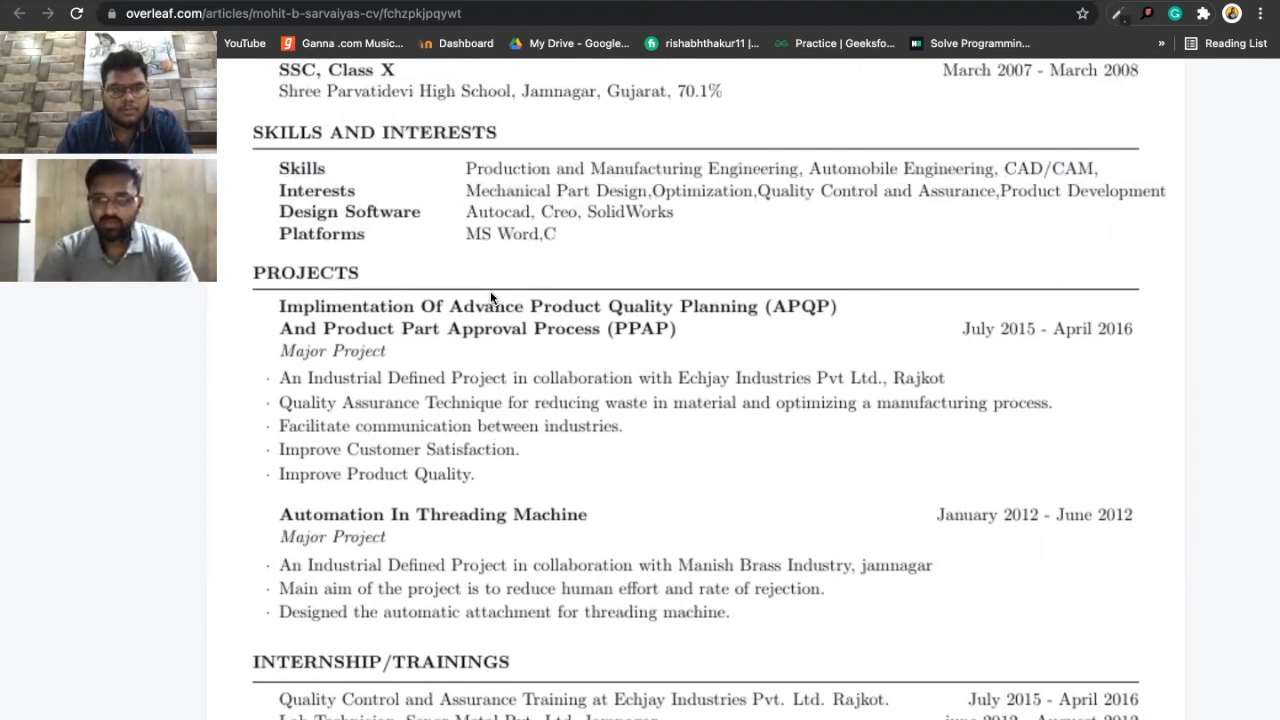 overleaf.com/articles/mohit-b-sarvaiyas-cv/fchzpkjpqywt
YouTube Ganna .com Music... Dashboard My Drive - Google... rishabhthakur11 |... Practice | Geeksfo... Solve Programmin... » Reading List
SSC, Class X March 2007 - March 2008
Shree Parvatidevi High School, Jamnagar, Gujarat, 70.1%
SKILLS AND INTERESTS
Skills Production and Manufacturing Engineering, Automobile Engineering, CAD/CAM,
Interests Mechanical Part Design,Optimization,Quality Control and Assurance,Product Development
Design Software Autocad, Creo, SolidWorks
Platforms MS Word,C
PROJECTS
Implimentation Of Advance Product Quality Planning (APQP)
And Product Part Approval Process (PPAP) July 2015 - April 2016
Major Project
· An Industrial Defined Project in collaboration with Echjay Industries Pvt Ltd., Rajkot
· Quality Assurance Technique for reducing waste in material and optimizing a manufacturing process.
· Facilitate communication between industries.
· Improve Customer Satisfaction.
· Improve Product Quality.
Automation In Threading Machine January 2012 - June 2012
Major Project
· An Industrial Defined Project in collaboration with Manish Brass Industry, jamnagar
· Main aim of the project is to reduce human effort and rate of rejection.
· Designed the automatic attachment for threading machine.
INTERNSHIP/TRAININGS
Quality Control and Assurance Training at Echjay Industries Pvt. Ltd. Rajkot. July 2015 - April 2016